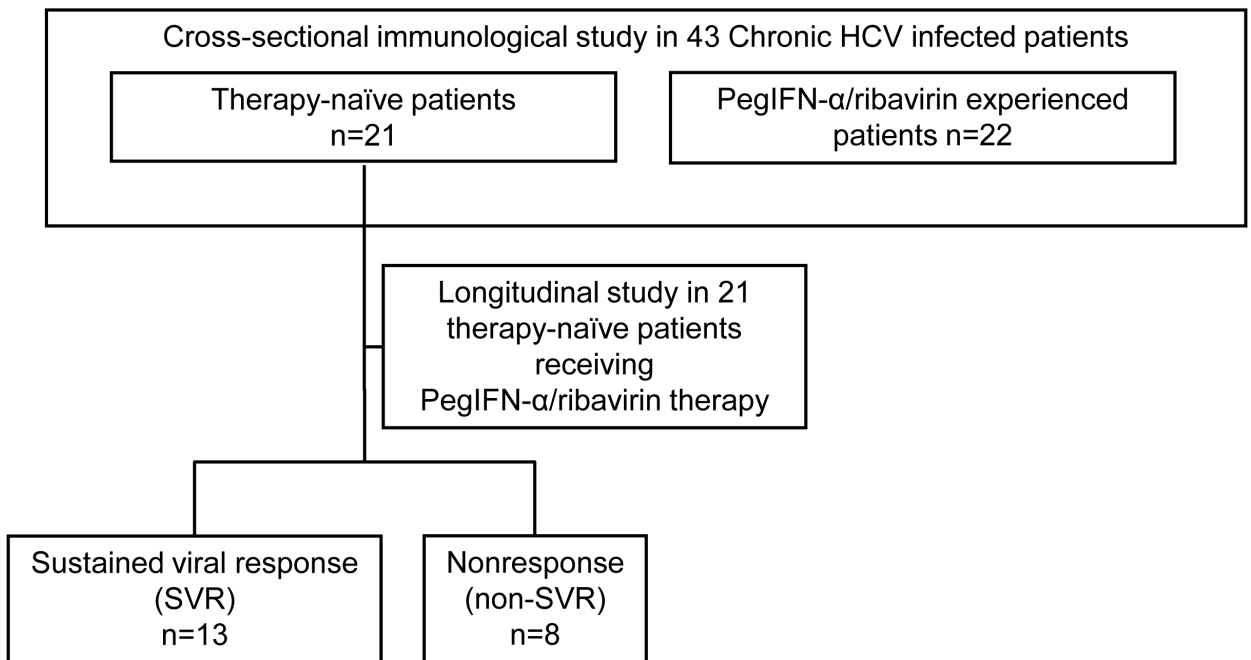 Cross-sectional immunological study in 43 Chronic HCV infected patients
Therapy-naïve patients
n=21
PegIFN-α/ribavirin experienced
patients n=22
Longitudinal study in 21
therapy-naïve patients
receiving
PegIFN-α/ribavirin therapy
Sustained viral response
(SVR)
n=13
Nonresponse
(non-SVR)
n=8